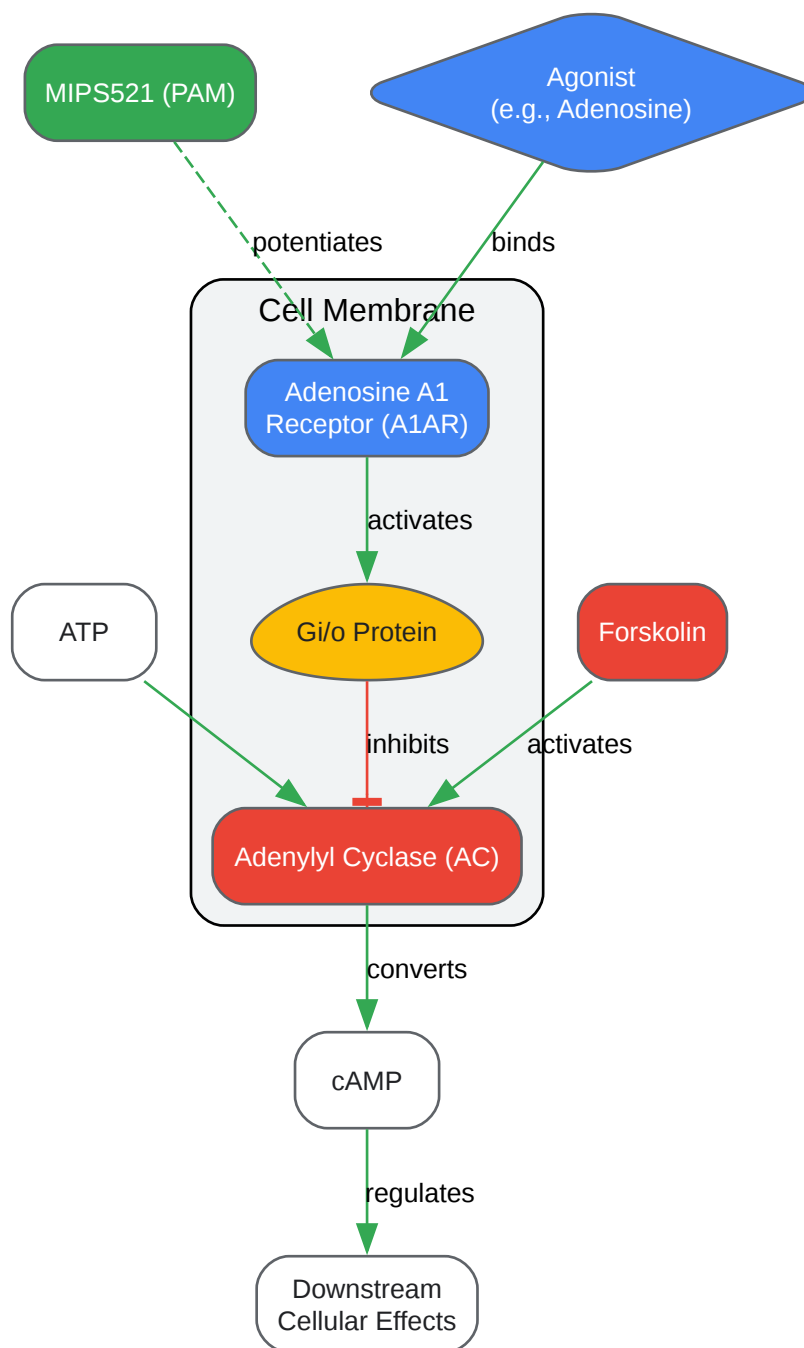 MIPS521 (PAM)
Agonist
(e.g., Adenosine)
potentiates
binds
Cell Membrane
Adenosine A1
Receptor (A1AR)
activates
ATP
Gi/o Protein
Forskolin
inhibits
activates
Adenylyl Cyclase (AC)
converts
cAMP
regulates
Downstream
Cellular Effects